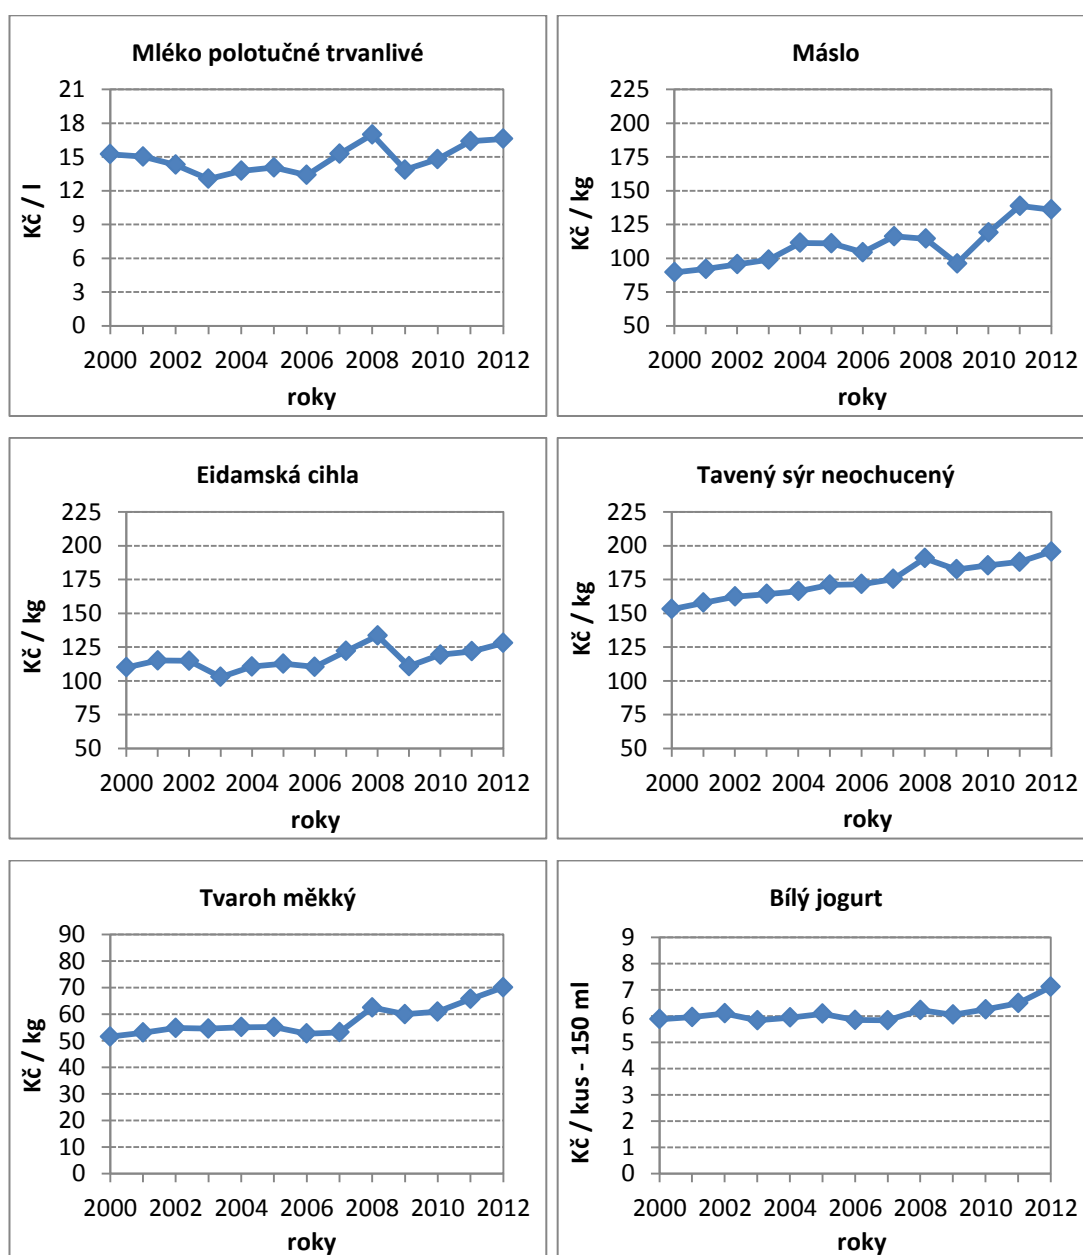 Mléko polotučné trvanlivé
21
18
15
12
9
6
3
0
Kč / l
2000 2002 2004 2006 2008 2010 2012
roky
Máslo
225
200
175
150
125
100
75
50
Kč / kg
2000 2002 2004 2006 2008 2010 2012
roky
Eidamská cihla
225
200
175
150
125
100
75
50
Kč / kg
2000 2002 2004 2006 2008 2010 2012
roky
Tavený sýr neochucený
225
200
175
150
125
100
75
50
Kč / kg
2000 2002 2004 2006 2008 2010 2012
roky
Tvaroh měkký
90
80
70
60
50
40
30
20
10
0
Kč / kg
2000 2002 2004 2006 2008 2010 2012
roky
Bílý jogurt
9
8
7
6
5
4
3
2
1
0
Kč / kus - 150 ml
2000 2002 2004 2006 2008 2010 2012
roky